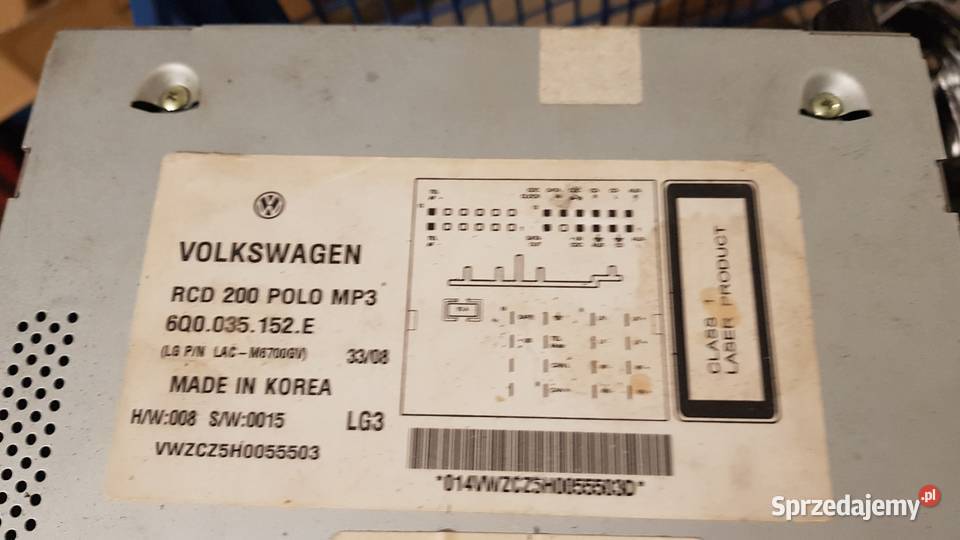 VOLKSWAGEN
RCD 200 POLO MP3
6Q0.035.152.E
(LG P/N LAC-M6700GV) 33/08
MADE IN KOREA
H/W:008 S/W:0015 LG3
VWZCZ5H0055503
*014VWZCZ5H0055503D*
CLASS 1
LASER PRODUCT
Sprzedajemy.pl